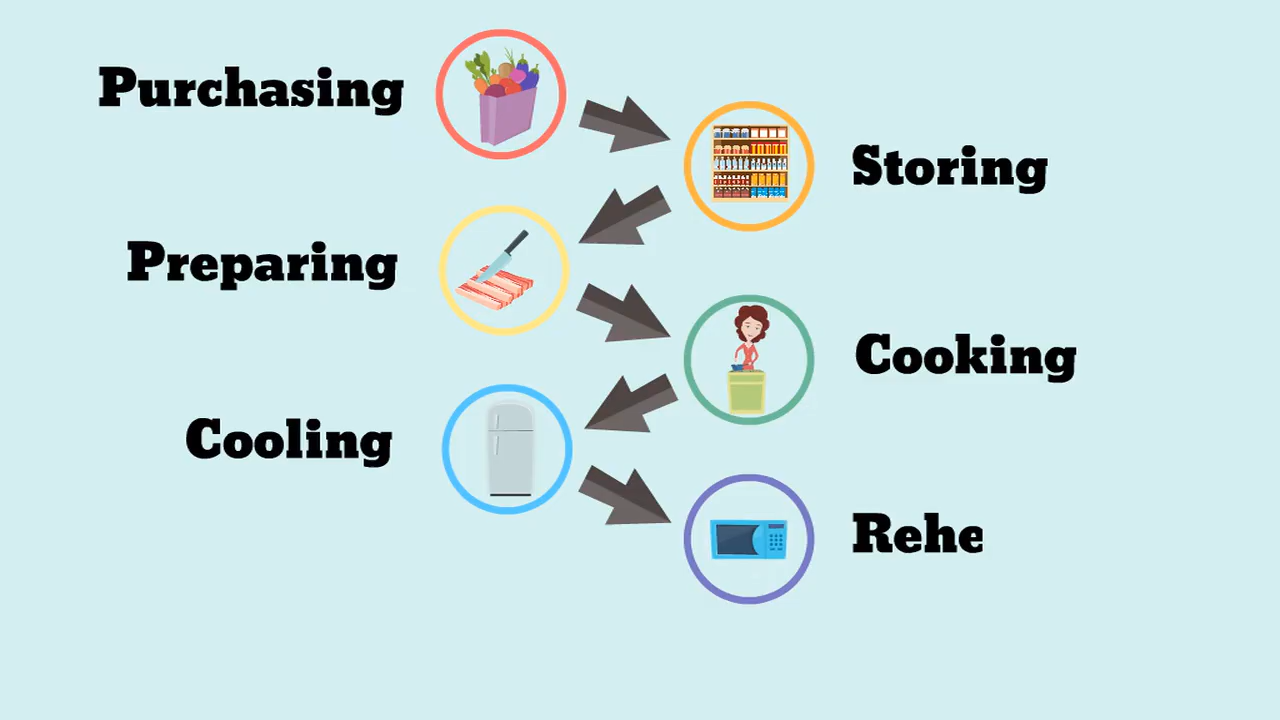 Purchasing
Storing
Preparing
Cooking
Cooling
Rehe